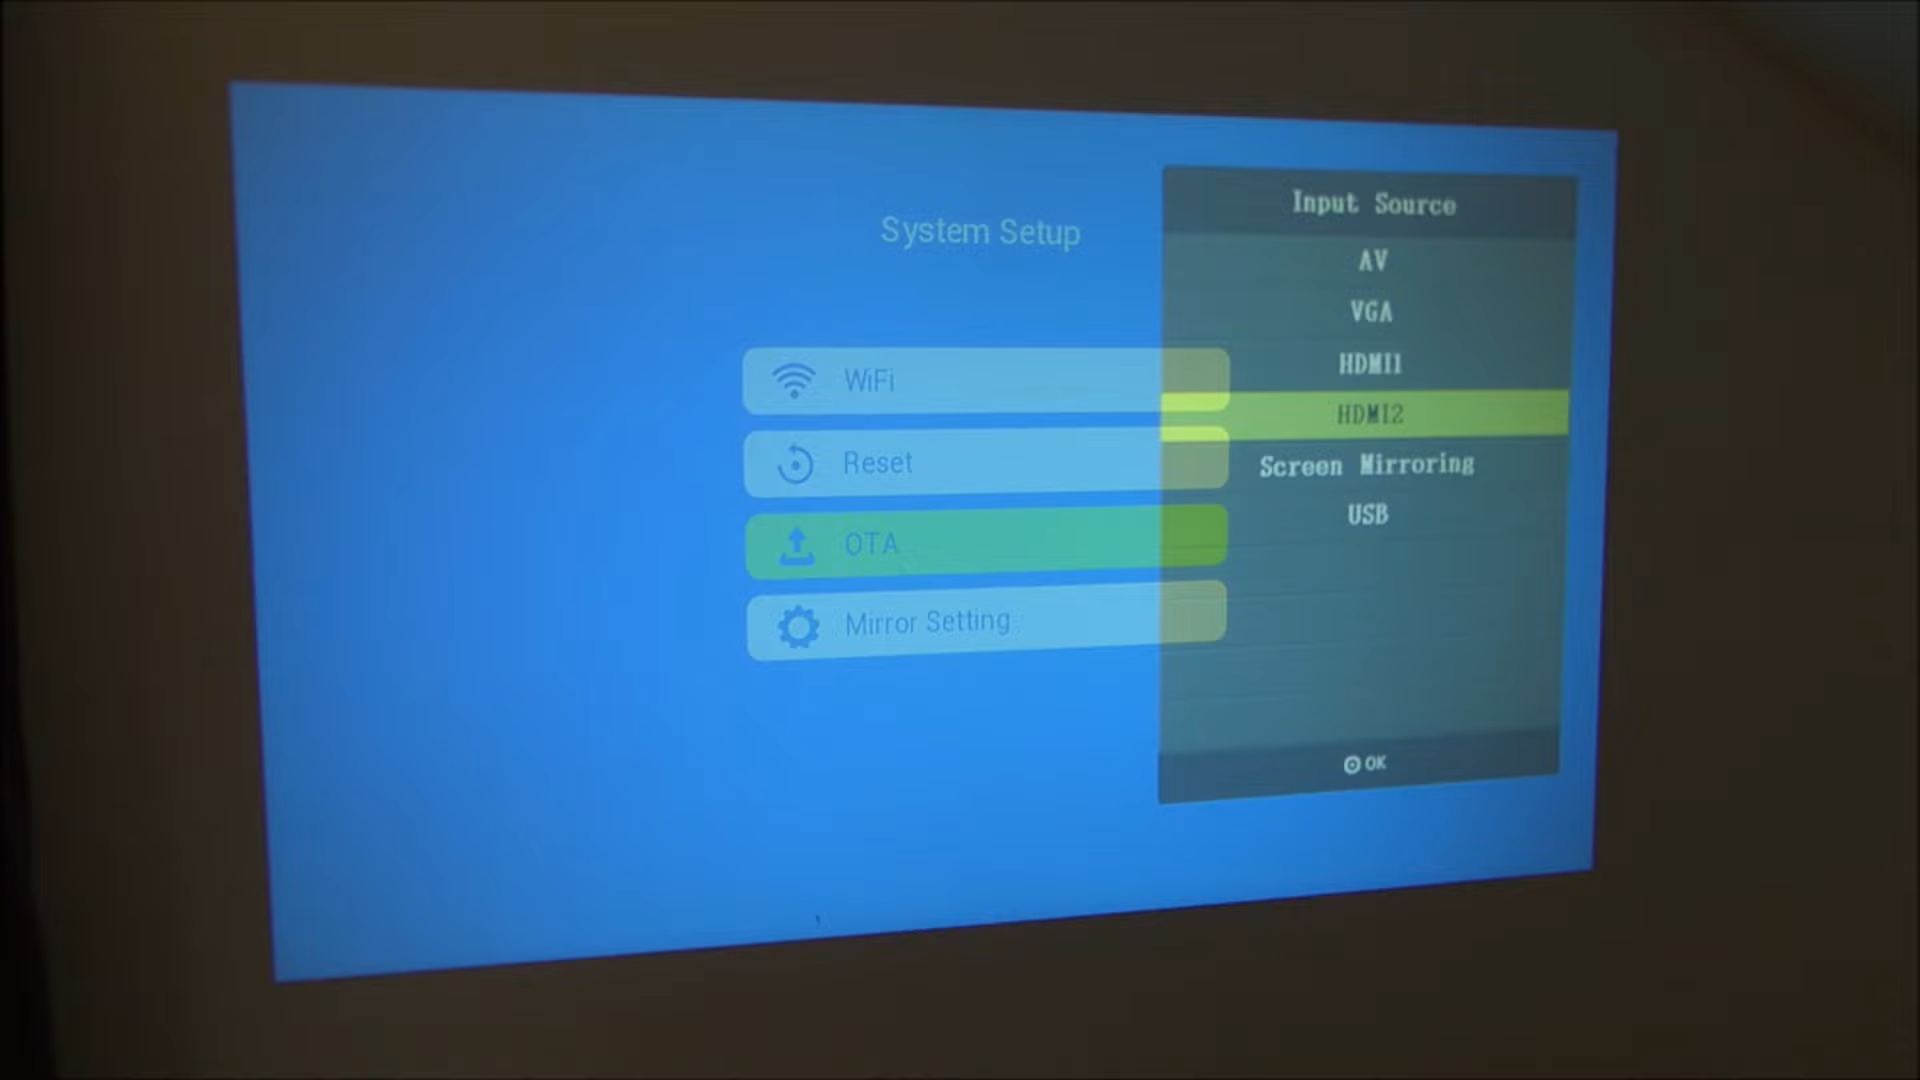 System Setup
WiFi
Reset
OTA
Mirror Setting
Input Source
AV
VGA
HDMI1
HDMI2
Screen Mirroring
USB
OK